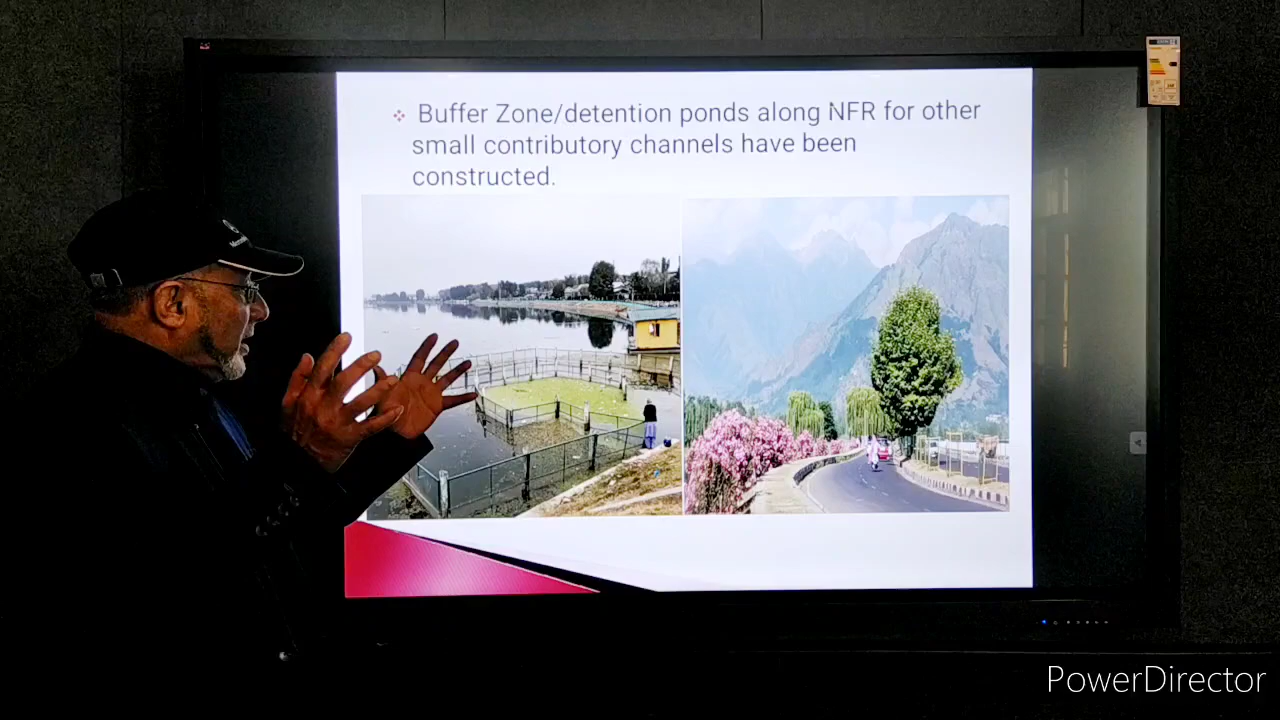 Buffer Zone/detention ponds along NFR for other
small contributory channels have been
constructed.
PowerDirector